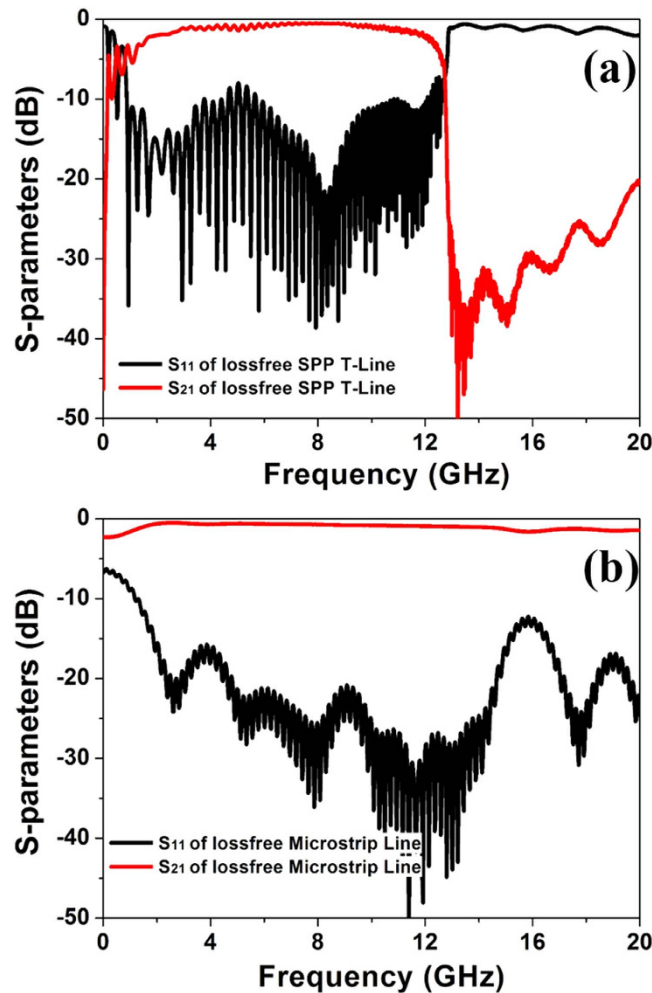 (a)
S-parameters (dB)
0
-10
-20
-30
-40
-50
S11 of lossfree SPP T-Line
S21 of lossfree SPP T-Line
0 4 8 12 16 20
Frequency (GHz)
(b)
S-parameters (dB)
0
-10
-20
-30
-40
-50
S11 of lossfree Microstrip Line
S21 of lossfree Microstrip Line
0 4 8 12 16 20
Frequency (GHz)